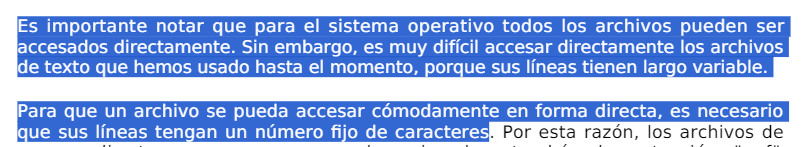 Es importante notar que para el sistema operativo todos los archivos pueden ser
accesados directamente. Sin embargo, es muy difícil accesar directamente los archivos
de texto que hemos usado hasta el momento, porque sus líneas tienen largo variable.
Para que un archivo se pueda accesar cómodamente en forma directa, es necesario
que sus líneas tengan un número fijo de caracteres. Por esta razón, los archivos de